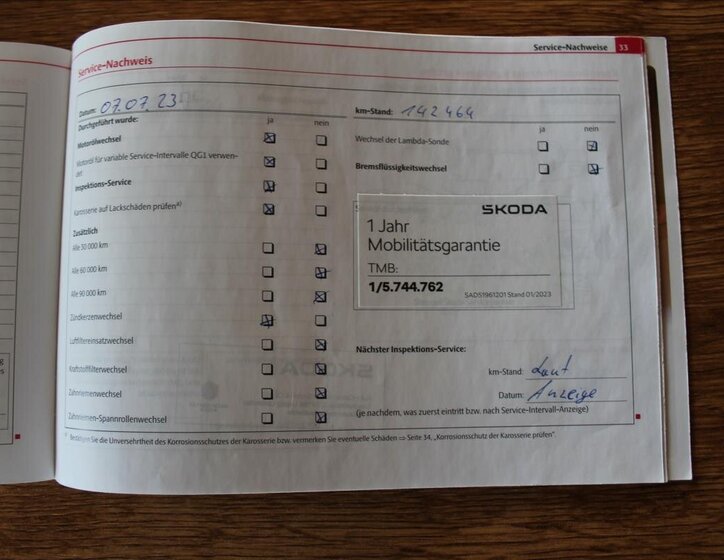 Service-Nachweise 33
Service-Nachweis
Datum: 07.07.23
km-Stand: 142 464
Durchgeführt wurde: ja nein
ja nein
Motorölwechsel
Motoröl für variable Service-Intervalle QG1 verwen-
det
Inspektions-Service
Karosserie auf Lackschäden prüfen a)
Zusätzlich
Alle 30 000 km
Alle 60 000 km
Alle 90 000 km
Zündkerzenwechsel
Luftfiltereinsatzwechsel
Kraftstofffilterwechsel
Zahnriemenwechsel
Zahnriemen-Spannrollenwechsel
Wechsel der Lambda-Sonde
Bremsflüssigkeitswechsel
SKODA
1 Jahr
Mobilitätsgarantie
TMB:
1/5.744.762
SAD51961201 Stand 01/2023
Nächster Inspektions-Service:
km-Stand: Laut
Datum: Anzeige
(je nachdem, was zuerst eintritt bzw. nach Service-Intervall-Anzeige)
a) Bestätigen Sie die Unversehrtheit des Korrosionsschutzes der Karosserie bzw. vermerken Sie eventuelle Schäden ⇒ Seite 34, „Korrosionsschutz der Karosserie prüfen".